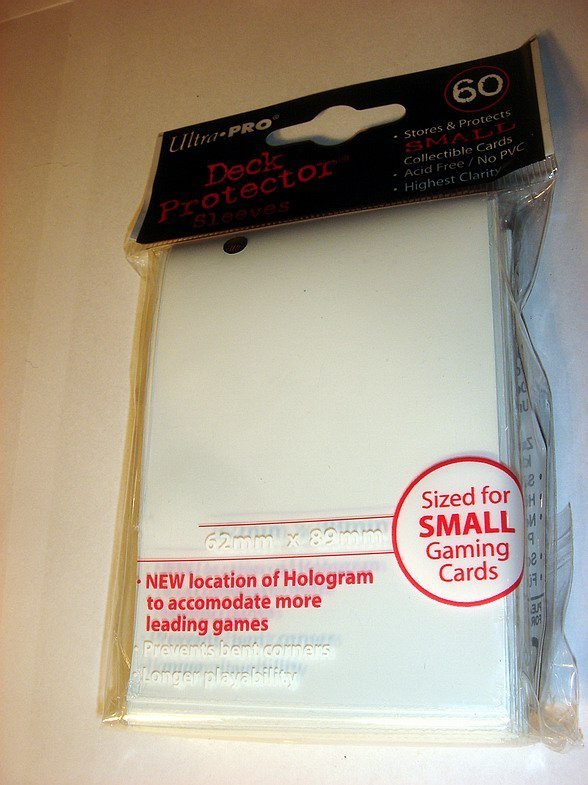 Ultra•PRO®
60
Deck
Protector®
Sleeves
• Stores & Protects
SMALL
Collectible Cards
• Acid Free / No PVC
• Highest Clarity
Sized for
SMALL
Gaming
Cards
62mm x 89mm
• NEW location of Hologram
to accomodate more
leading games
• Prevents bent corners
• Longer playability